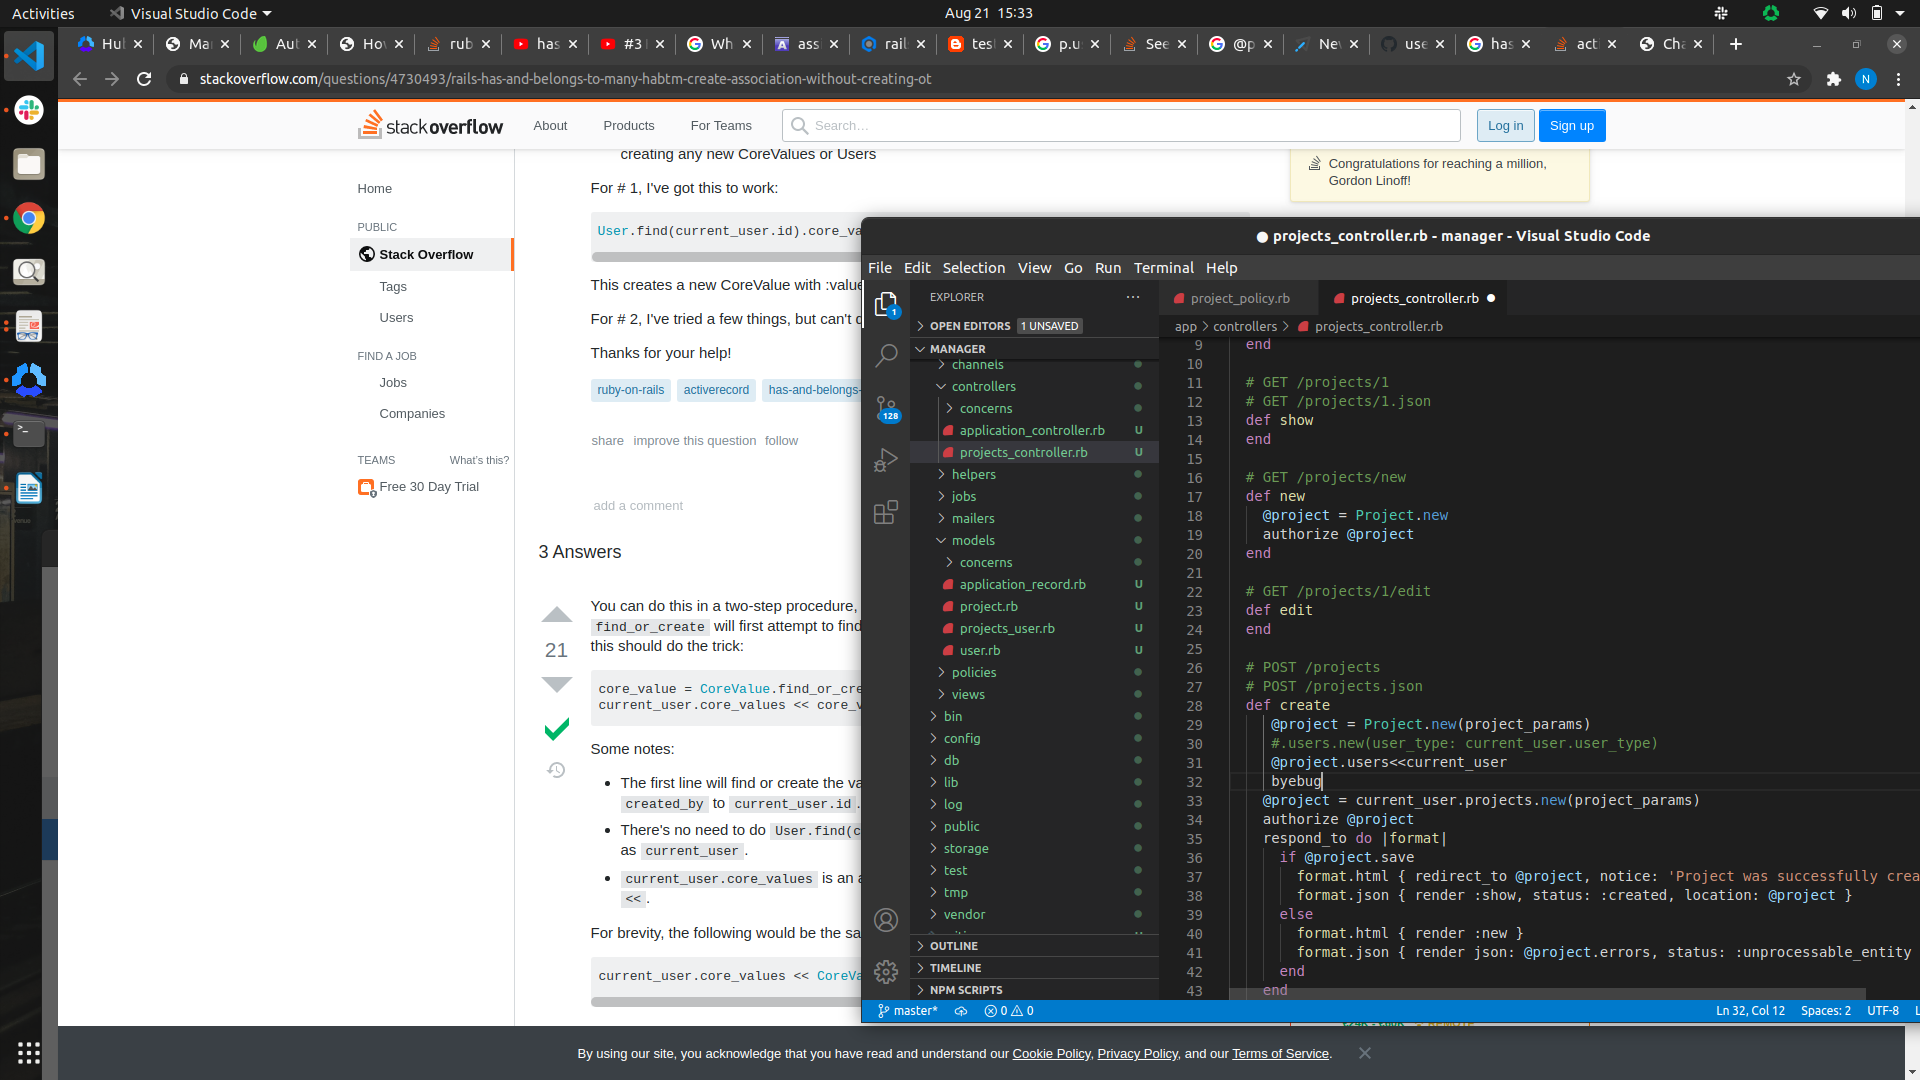 Activities
Visual Studio Code
Aug 21 15:33
Hul
Mar
Aut
How
rub
has
#3
Wh
assi
rail
test
p.u
See
@p
Nev
use
has
acti
Cha
stackoverflow.com/questions/4730493/rails-has-and-belongs-to-many-habtm-create-association-without-creating-ot
N
stackoverflow
About
Products
For Teams
Search…
Log in
Sign up
Home
PUBLIC
Stack Overflow
Tags
Users
FIND A JOB
Jobs
Companies
TEAMS
What's this?
Free 30 Day Trial
creating any new CoreValues or Users
For # 1, I've got this to work:
User.find(current_user.id).core_va
This creates a new CoreValue with :value
For # 2, I've tried a few things, but can't
Thanks for your help!
ruby-on-rails
activerecord
has-and-belongs-
share improve this question follow
add a comment
3 Answers
21
You can do this in a two-step procedure,
find_or_create will first attempt to find
this should do the trick:
core_value = CoreValue.find_or_cre
current_user.core_values << core_v
Some notes:
The first line will find or create the va
created_by to current_user.id.
There's no need to do User.find(c
as current_user.
current_user.core_values is an a
<<.
For brevity, the following would be the sa
current_user.core_values << CoreVa
Congratulations for reaching a million,
Gordon Linoff!
By using our site, you acknowledge that you have read and understand our Cookie Policy, Privacy Policy, and our Terms of Service.
● projects_controller.rb - manager - Visual Studio Code
File Edit Selection View Go Run Terminal Help
1
128
EXPLORER
OPEN EDITORS 1 UNSAVED
MANAGER
channels
controllers
concerns
application_controller.rb U
projects_controller.rb U
helpers
jobs
mailers
models
concerns
application_record.rb U
project.rb U
projects_user.rb U
user.rb U
policies
views
bin
config
db
lib
log
public
storage
test
tmp
vendor
OUTLINE
TIMELINE
NPM SCRIPTS
project_policy.rb
projects_controller.rb ●
app > controllers > projects_controller.rb
9 end
10
11 # GET /projects/1
12 # GET /projects/1.json
13 def show
14 end
15
16 # GET /projects/new
17 def new
18 @project = Project.new
19 authorize @project
20 end
21
22 # GET /projects/1/edit
23 def edit
24 end
25
26 # POST /projects
27 # POST /projects.json
28 def create
29 @project = Project.new(project_params)
30 #.users.new(user_type: current_user.user_type)
31 @project.users<<current_user
32 byebug
33 @project = current_user.projects.new(project_params)
34 authorize @project
35 respond_to do |format|
36 if @project.save
37 format.html { redirect_to @project, notice: 'Project was successfully crea
38 format.json { render :show, status: :created, location: @project }
39 else
40 format.html { render :new }
41 format.json { render json: @project.errors, status: :unprocessable_entity
42 end
43 end
master*
0
0
Ln 32, Col 12
Spaces: 2
UTF-8